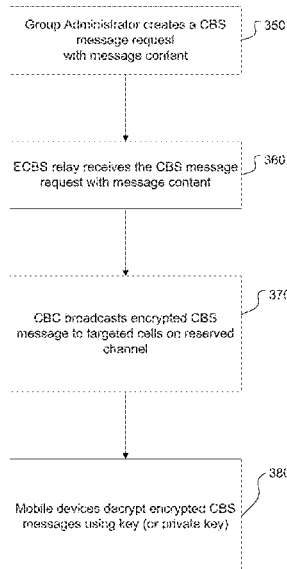 Group Administrator creates a CBS
message request
with message content
350
ECBS relay receives the CBS message
request with message content
360
CBC broadcasts encrypted CBS
message to targeted cells on reserved
channel
370
Mobile devices decrypt encrypted CBS
messages using key (or private key)
380